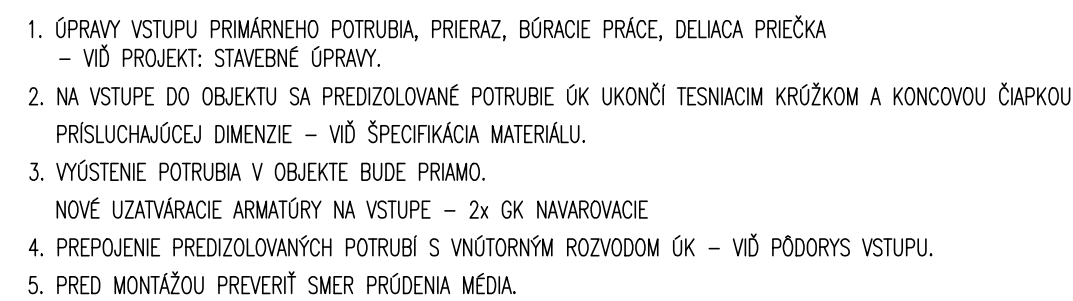 1. ÚPRAVY VSTUPU PRIMÁRNEHO POTRUBIA, PRIERAZ, BÚRACIE PRÁCE, DELIACA PRIEČKA
– VIĎ PROJEKT: STAVEBNÉ ÚPRAVY.
2. NA VSTUPE DO OBJEKTU SA PREDIZOLOVANÉ POTRUBIE ÚK UKONČÍ TESNIACIM KRÚŽKOM A KONCOVOU ČIAPKOU
PRÍSLUCHAJÚCEJ DIMENZIE – VIĎ ŠPECIFIKÁCIA MATERIÁLU.
3. VYÚSTENIE POTRUBIA V OBJEKTE BUDE PRIAMO.
NOVÉ UZATVÁRACIE ARMATÚRY NA VSTUPE – 2x GK NAVAROVACIE
4. PREPOJENIE PREDIZOLOVANÝCH POTRUBÍ S VNÚTORNÝM ROZVODOM ÚK – VIĎ PÔDORYS VSTUPU.
5. PRED MONTÁŽOU PREVERIŤ SMER PRÚDENIA MÉDIA.